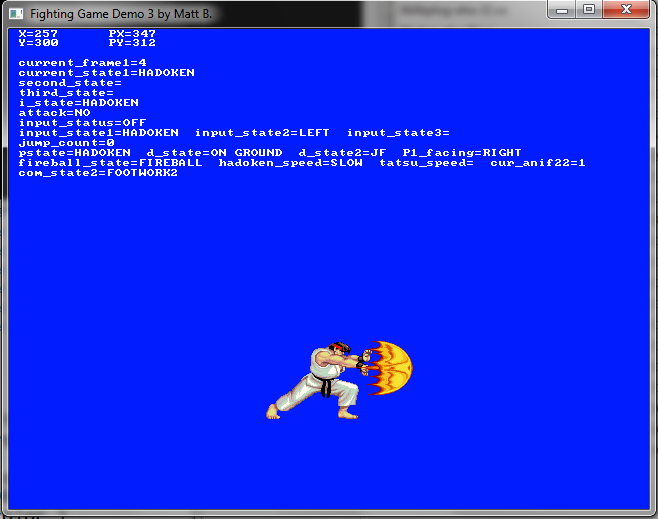 Fighting Game Demo 3 by Matt B.
X=257 PX=347
Y=300 PY=312
current_frame1=4
current_state1=HADOKEN
second_state=
third_state=
i_state=HADOKEN
attack=NO
input_status=OFF
input_state1=HADOKEN input_state2=LEFT input_state3=
jump_count=0
pstate=HADOKEN d_state=ON GROUND d_state2=JF P1_facing=RIGHT
fireball_state=FIREBALL hadoken_speed=SLOW tatsu_speed= cur_anif22=1
com_state2=FOOTWORK2